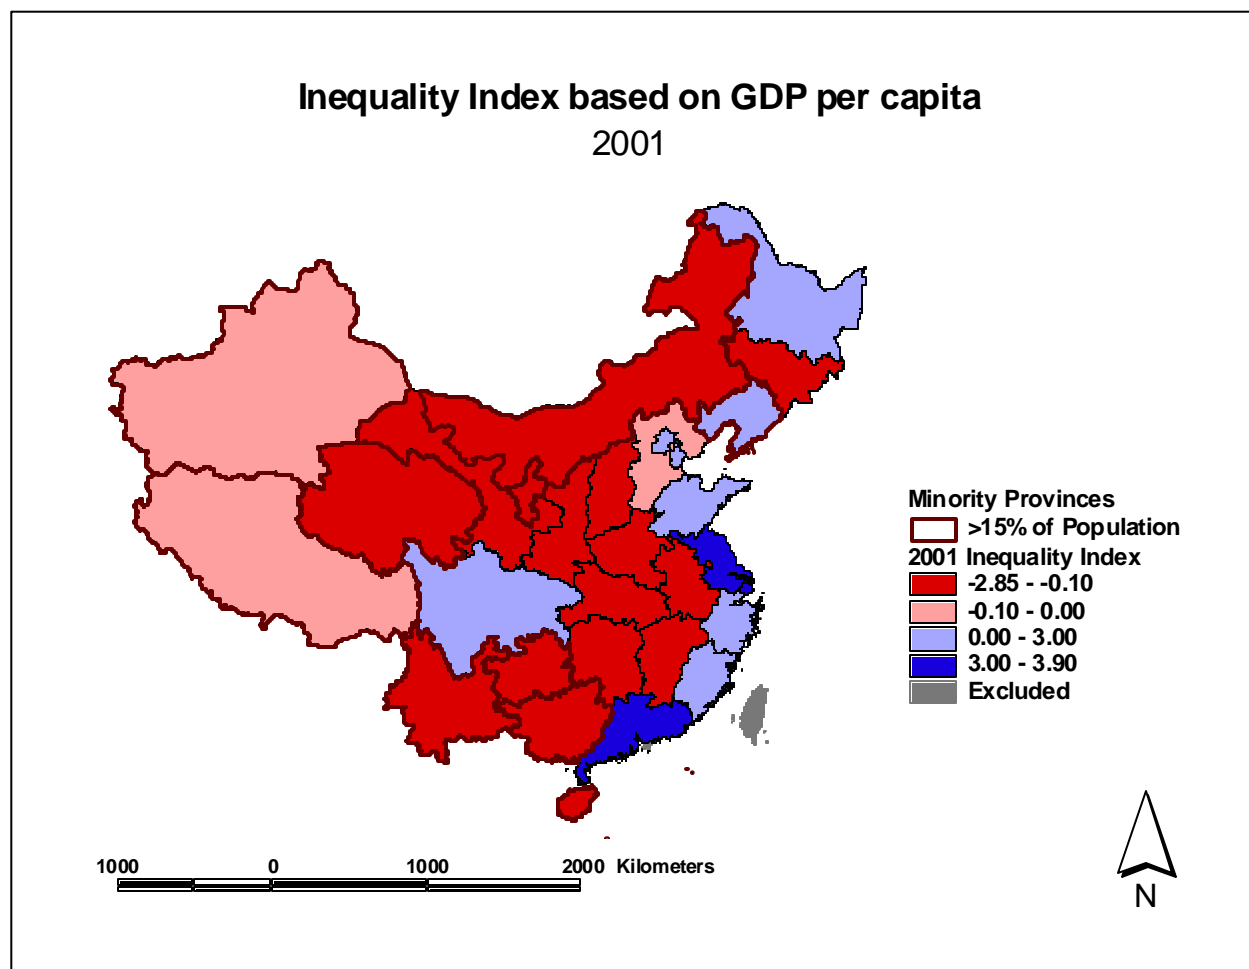 Inequality Index based on GDP per capita
2001
Minority Provinces
>15% of Population
2001 Inequality Index
-2.85 - -0.10
-0.10 - 0.00
0.00 - 3.00
3.00 - 3.90
Excluded
1000 0 1000 2000 Kilometers
N